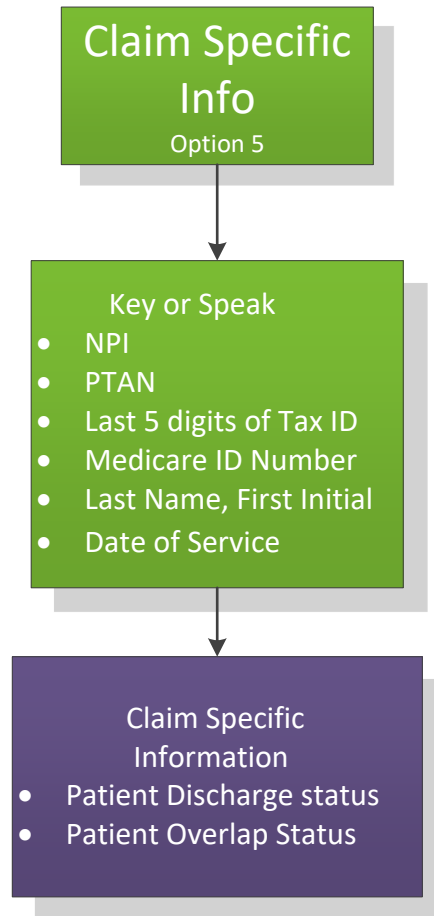 Claim Specific
Info
Option 5
Key or Speak
• NPI
• PTAN
• Last 5 digits of Tax ID
• Medicare ID Number
• Last Name, First Initial
• Date of Service
Claim Specific
Information
• Patient Discharge status
• Patient Overlap Status